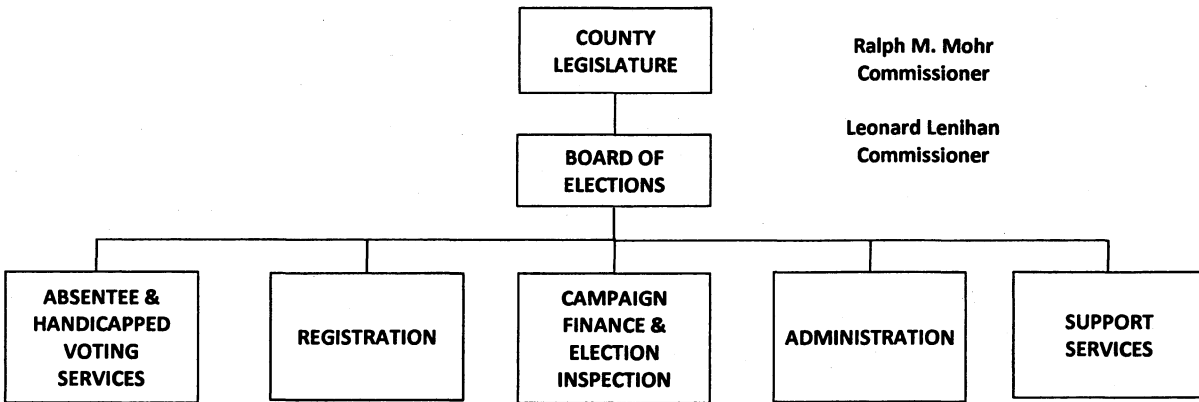 COUNTY
LEGISLATURE
Ralph M. Mohr
Commissioner
Leonard Lenihan
Commissioner
BOARD OF
ELECTIONS
ABSENTEE &
HANDICAPPED
VOTING
SERVICES
REGISTRATION
CAMPAIGN
FINANCE &
ELECTION
INSPECTION
ADMINISTRATION
SUPPORT
SERVICES